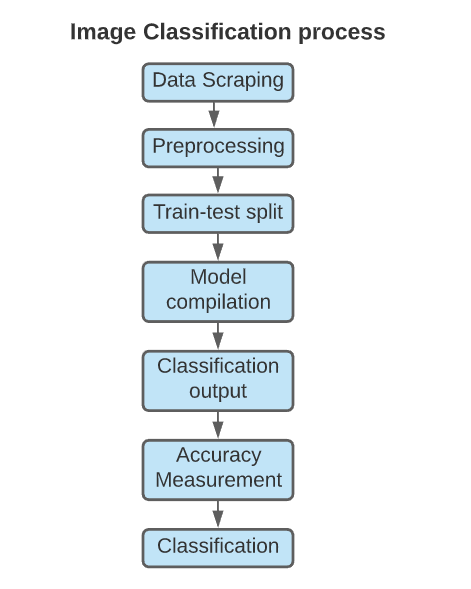 Image Classification process
Data Scraping
Preprocessing
Train-test split
Model
compilation
Classification
output
Accuracy
Measurement
Classification